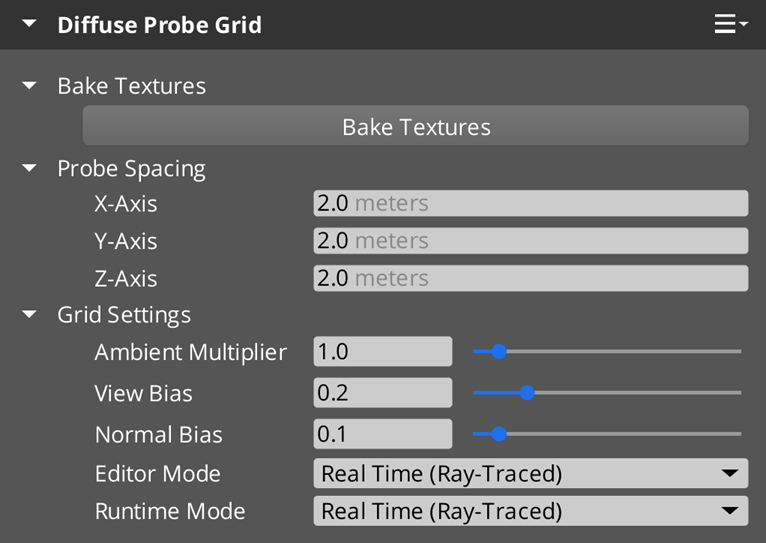 Diffuse Probe Grid
Bake Textures
Bake Textures
Probe Spacing
X-Axis 2.0 meters
Y-Axis 2.0 meters
Z-Axis 2.0 meters
Grid Settings
Ambient Multiplier 1.0
View Bias 0.2
Normal Bias 0.1
Editor Mode Real Time (Ray-Traced)
Runtime Mode Real Time (Ray-Traced)